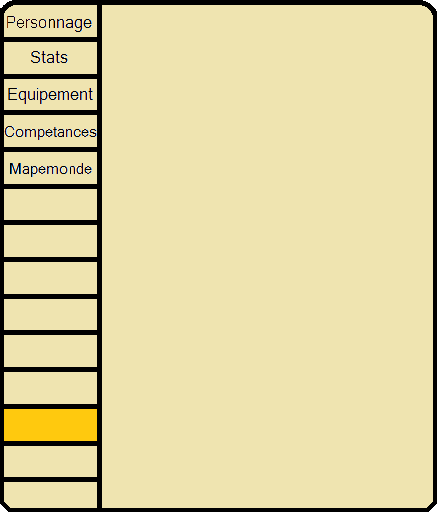 Personnage
Stats
Equipement
Competances
Mapemonde